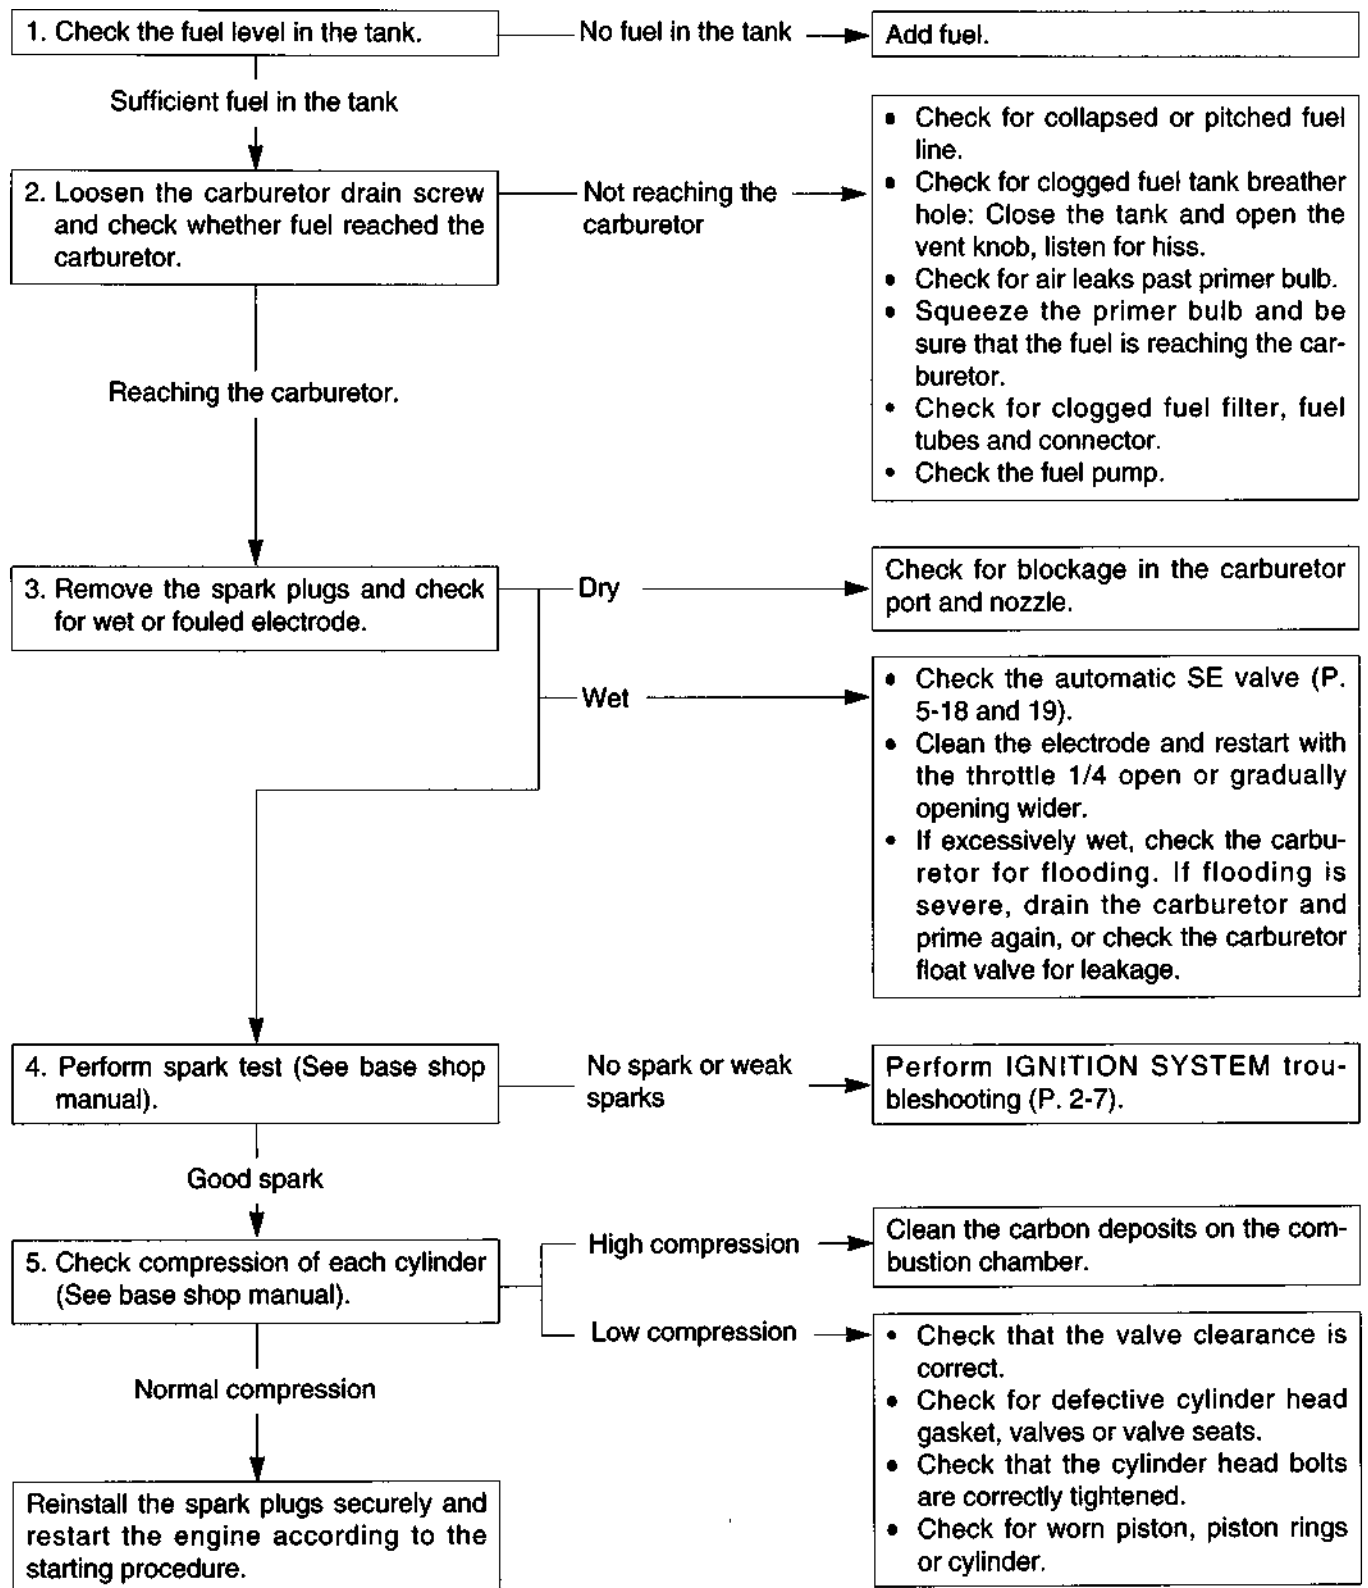 1. Check the fuel level in the tank.
No fuel in the tank
Add fuel.
Sufficient fuel in the tank
2. Loosen the carburetor drain screw
and check whether fuel reached the
carburetor.
Not reaching the
carburetor
• Check for collapsed or pitched fuel
line.
• Check for clogged fuel tank breather
hole: Close the tank and open the
vent knob, listen for hiss.
• Check for air leaks past primer bulb.
• Squeeze the primer bulb and be
sure that the fuel is reaching the car-
buretor.
• Check for clogged fuel filter, fuel
tubes and connector.
• Check the fuel pump.
Reaching the carburetor.
3. Remove the spark plugs and check
for wet or fouled electrode.
Dry
Check for blockage in the carburetor
port and nozzle.
Wet
• Check the automatic SE valve (P.
5-18 and 19).
• Clean the electrode and restart with
the throttle 1/4 open or gradually
opening wider.
• If excessively wet, check the carbu-
retor for flooding. If flooding is
severe, drain the carburetor and
prime again, or check the carburetor
float valve for leakage.
4. Perform spark test (See base shop
manual).
No spark or weak
sparks
Perform IGNITION SYSTEM trou-
bleshooting (P. 2-7).
Good spark
5. Check compression of each cylinder
(See base shop manual).
High compression
Clean the carbon deposits on the com-
bustion chamber.
Low compression
• Check that the valve clearance is
correct.
• Check for defective cylinder head
gasket, valves or valve seats.
• Check that the cylinder head bolts
are correctly tightened.
• Check for worn piston, piston rings
or cylinder.
Normal compression
Reinstall the spark plugs securely and
restart the engine according to the
starting procedure.